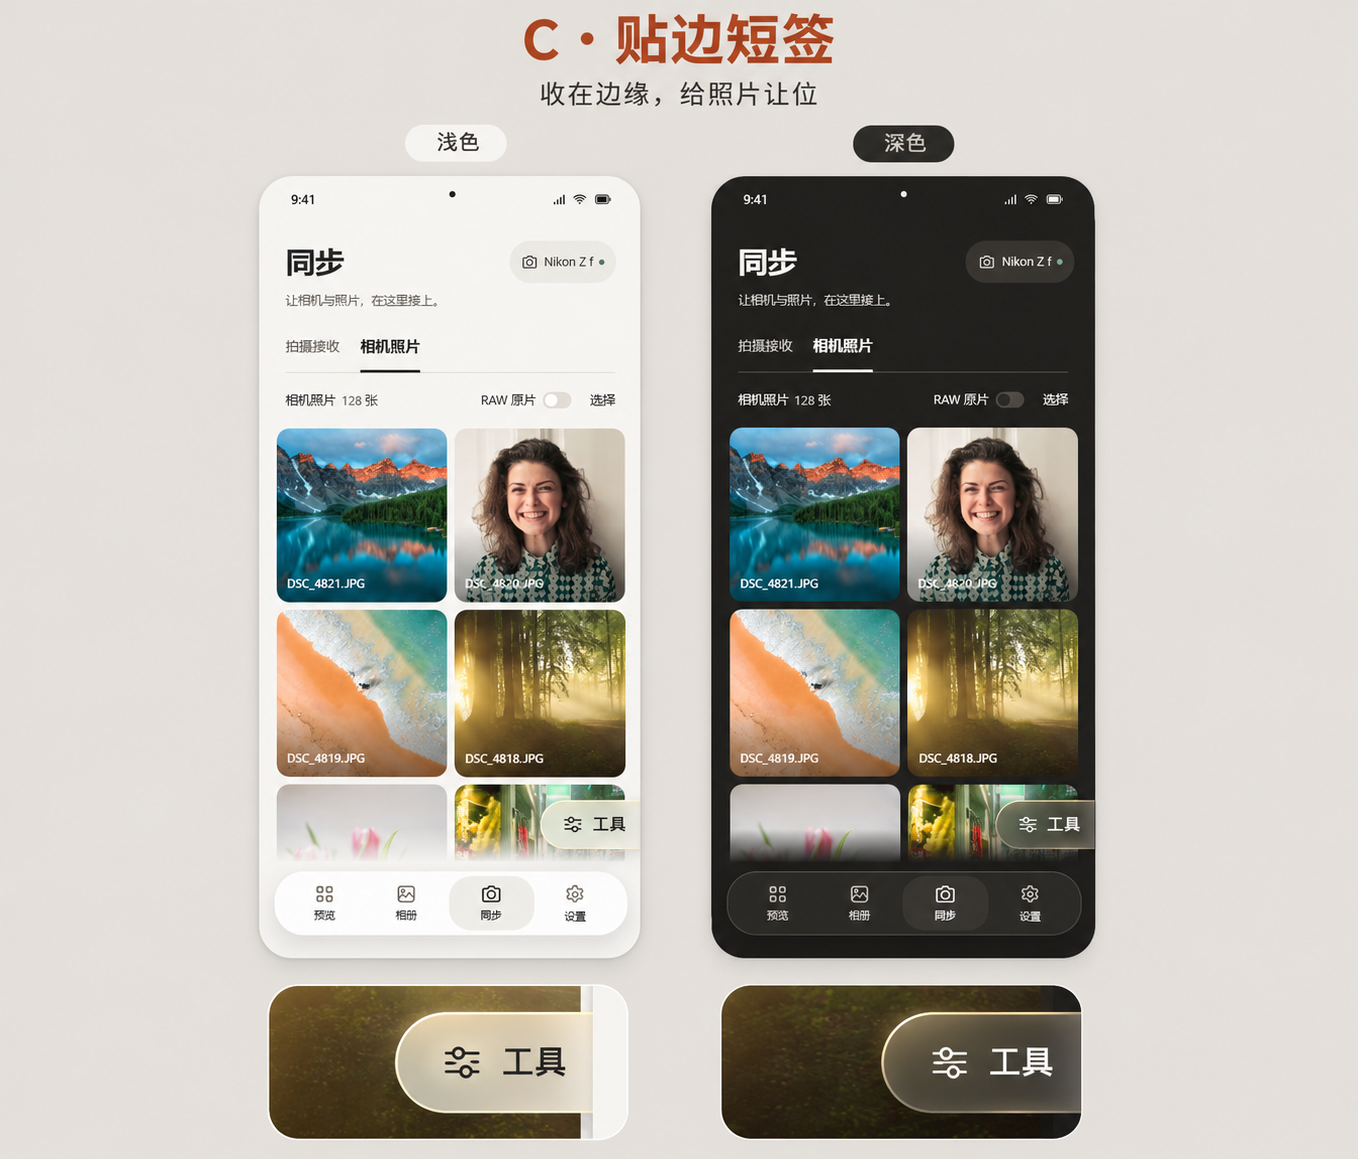 C·贴边短签
收在边缘，给照片让位
浅色
9:41
同步
Nikon Z f
让相机与照片，在这里接上。
拍摄接收 相机照片
相机照片 128 张 RAW 原片 选择
DSC_4821.JPG DSC_4820.JPG
DSC_4819.JPG DSC_4818.JPG
工具
预览 相册 同步 设置
工具
深色
9:41
同步
Nikon Z f
让相机与照片，在这里接上。
拍摄接收 相机照片
相机照片 128 张 RAW 原片 选择
DSC_4821.JPG DSC_4820.JPG
DSC_4819.JPG DSC_4818.JPG
工具
预览 相册 同步 设置
工具